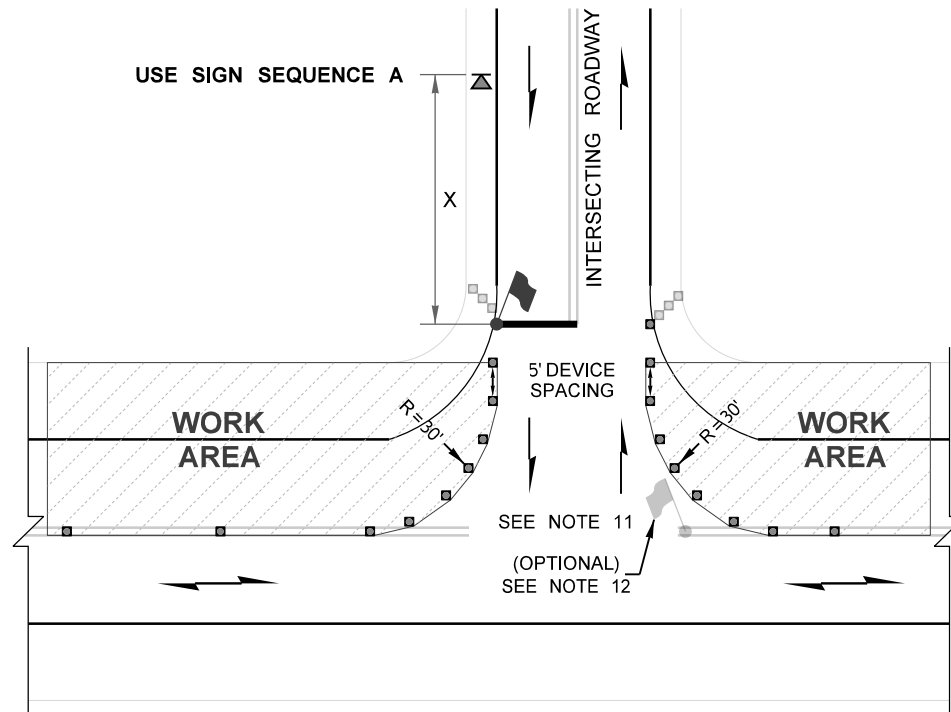 USE SIGN SEQUENCE A
X
INTERSECTING ROADWAY
5' DEVICE
SPACING
R = 30'
R = 30'
WORK
AREA
WORK
AREA
SEE NOTE 11
(OPTIONAL)
SEE NOTE 12